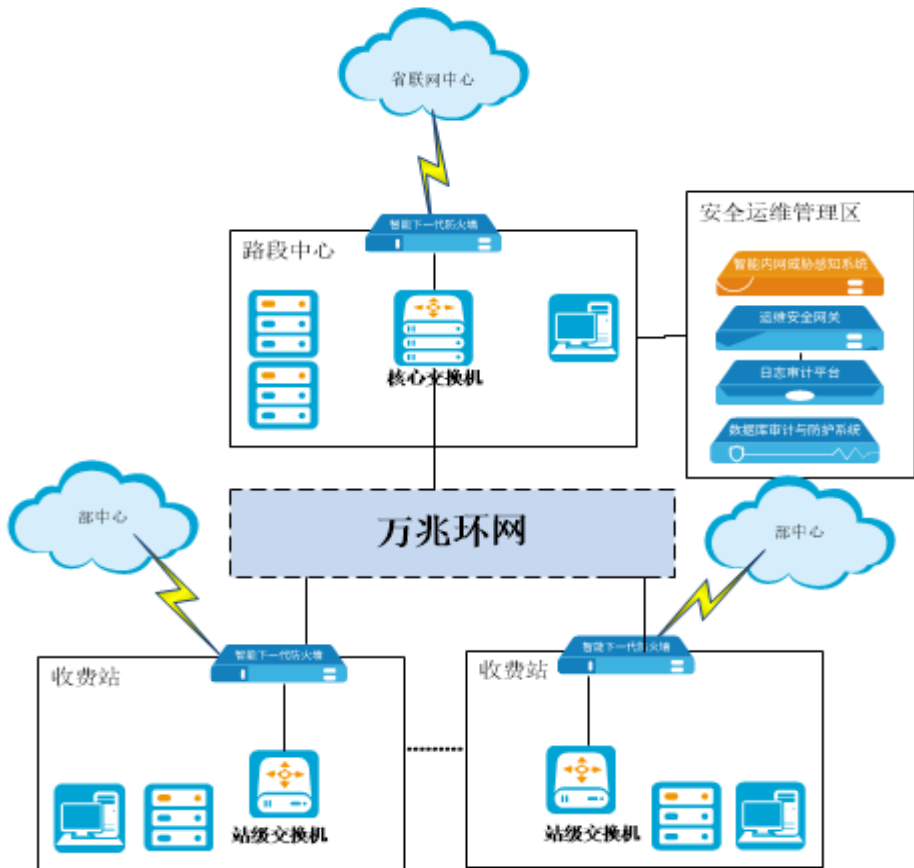 省联网中心
智能下一代防火墙
安全运维管理区
路段中心
智能内网威胁感知系统
运维安全网关
核心交换机
日志审计平台
数据库审计与防护系统
部中心
万兆环网
部中心
智能下一代防火墙
智能下一代防火墙
收费站
收费站
站级交换机
站级交换机